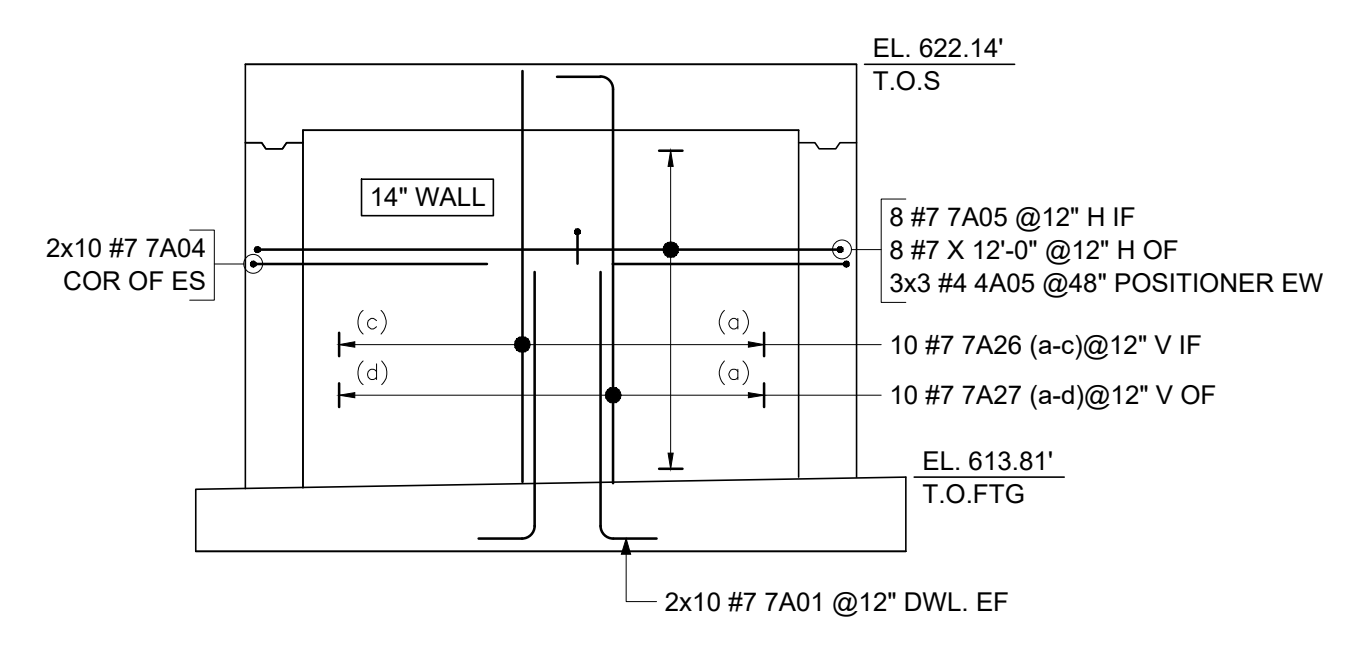 EL. 622.14'
T.O.S
14" WALL
2x10 #7 7A04
COR OF ES
8 #7 7A05 @12" H IF
8 #7 X 12'-0" @12" H OF
3x3 #4 4A05 @48" POSITIONER EW
(c)
(a)
10 #7 7A26 (a-c)@12" V IF
(d)
(a)
10 #7 7A27 (a-d)@12" V OF
EL. 613.81'
T.O.FTG
2x10 #7 7A01 @12" DWL. EF